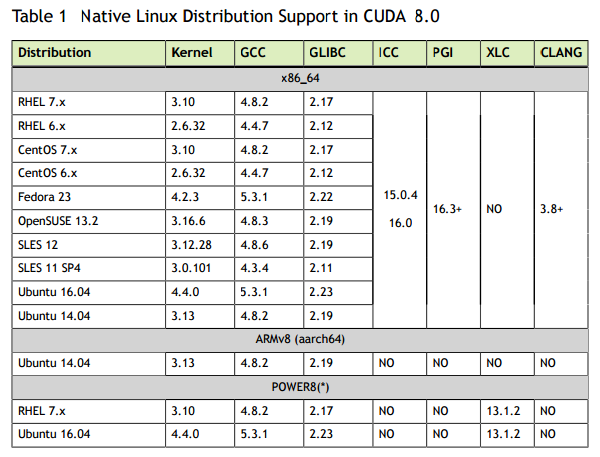 Table 1 Native Linux Distribution Support in CUDA 8.0
Distribution Kernel GCC GLIBC ICC PGI XLC CLANG
x86_64
RHEL 7.x 3.10 4.8.2 2.17
RHEL 6.x 2.6.32 4.4.7 2.12
CentOS 7.x 3.10 4.8.2 2.17
CentOS 6.x 2.6.32 4.4.7 2.12
Fedora 23 4.2.3 5.3.1 2.22
15.0.4
16.0
16.3+ NO 3.8+
OpenSUSE 13.2 3.16.6 4.8.3 2.19
SLES 12 3.12.28 4.8.6 2.19
SLES 11 SP4 3.0.101 4.3.4 2.11
Ubuntu 16.04 4.4.0 5.3.1 2.23
Ubuntu 14.04 3.13 4.8.2 2.19
ARMv8 (aarch64)
Ubuntu 14.04 3.13 4.8.2 2.19 NO NO NO NO
POWER8(*)
RHEL 7.x 3.10 4.8.2 2.17 NO NO 13.1.2 NO
Ubuntu 16.04 4.4.0 5.3.1 2.23 NO NO 13.1.2 NO